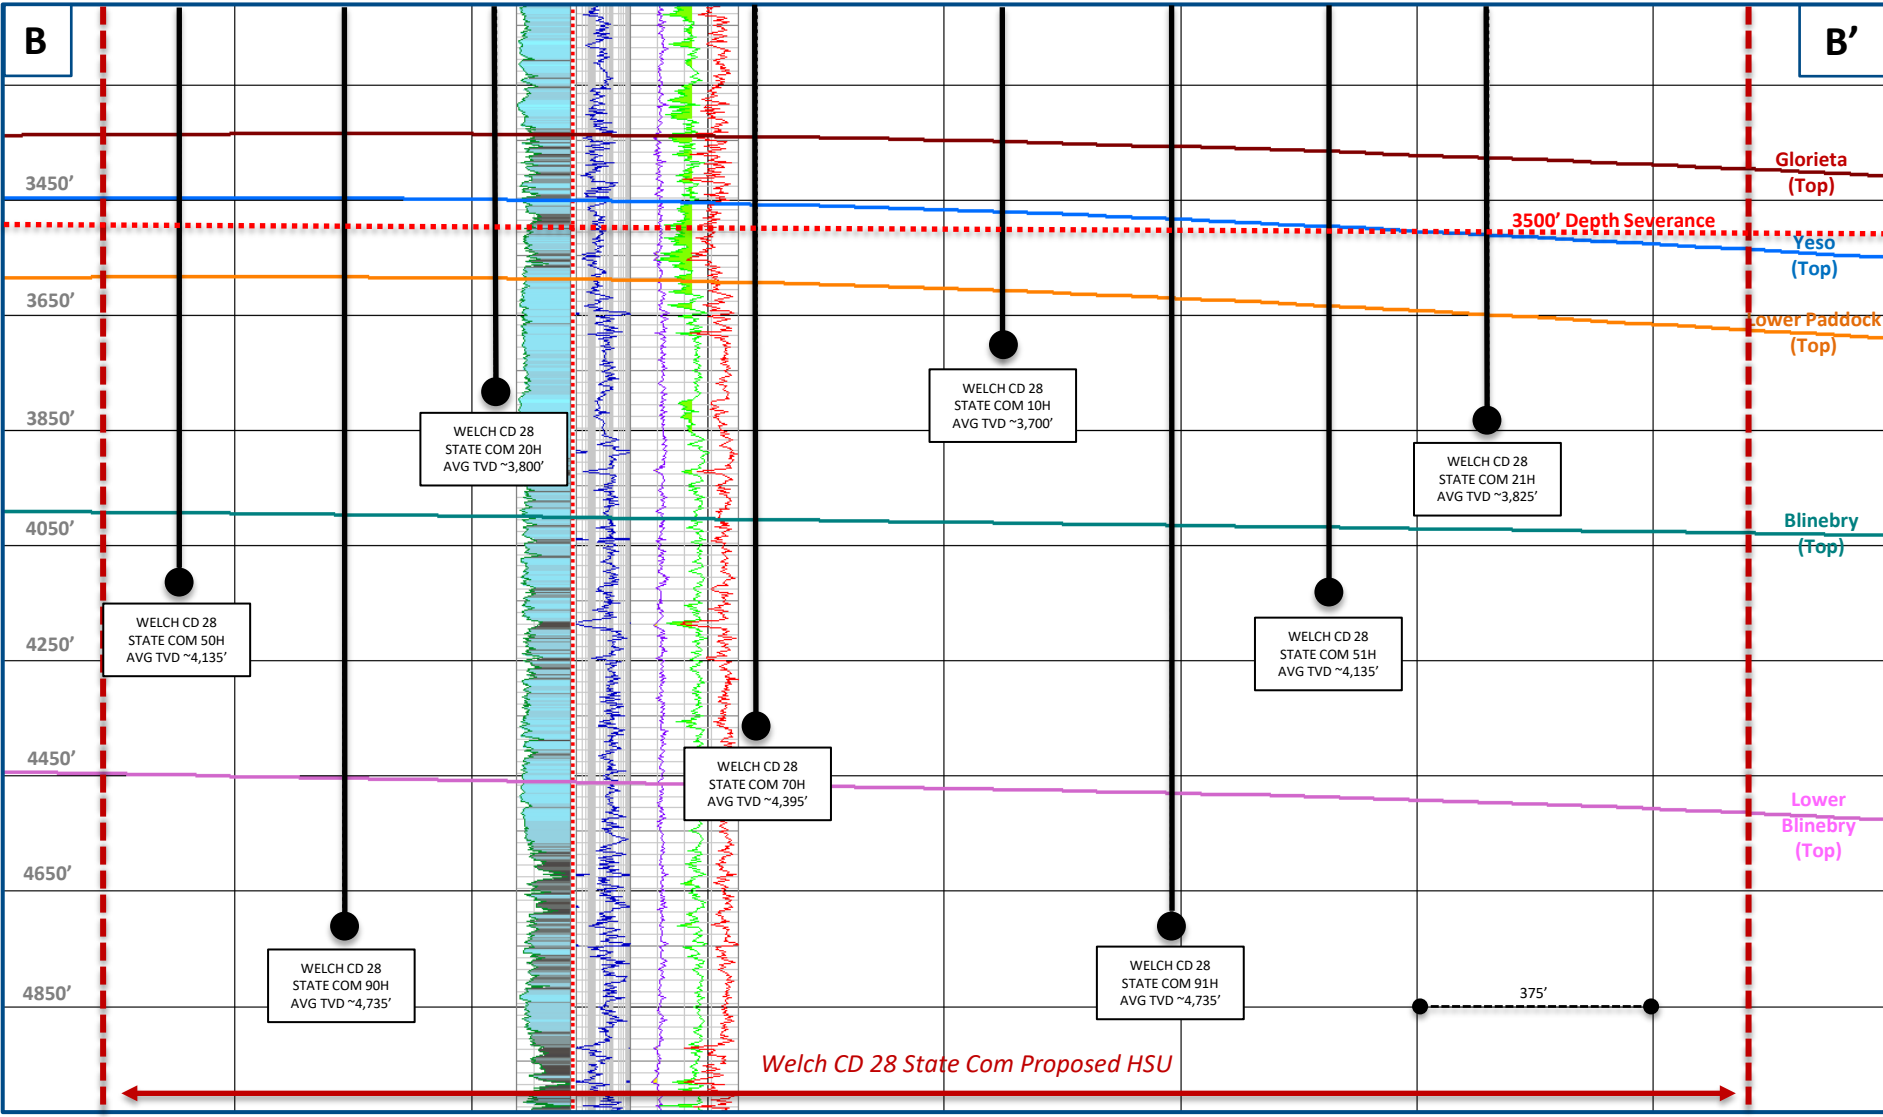 B
B’
Glorieta
(Top)
3450’
3500’ Depth Severance
Yeso
(Top)
3650’
Lower Paddock
(Top)
WELCH CD 28
STATE COM 10H
AVG TVD ~3,700’
3850’
WELCH CD 28
STATE COM 20H
AVG TVD ~3,800’
WELCH CD 28
STATE COM 21H
AVG TVD ~3,825’
4050’
Blinebry
(Top)
WELCH CD 28
STATE COM 50H
AVG TVD ~4,135’
4250’
WELCH CD 28
STATE COM 51H
AVG TVD ~4,135’
4450’
WELCH CD 28
STATE COM 70H
AVG TVD ~4,395’
Lower
Blinebry
(Top)
4650’
WELCH CD 28
STATE COM 90H
AVG TVD ~4,735’
WELCH CD 28
STATE COM 91H
AVG TVD ~4,735’
4850’
375’
Welch CD 28 State Com Proposed HSU